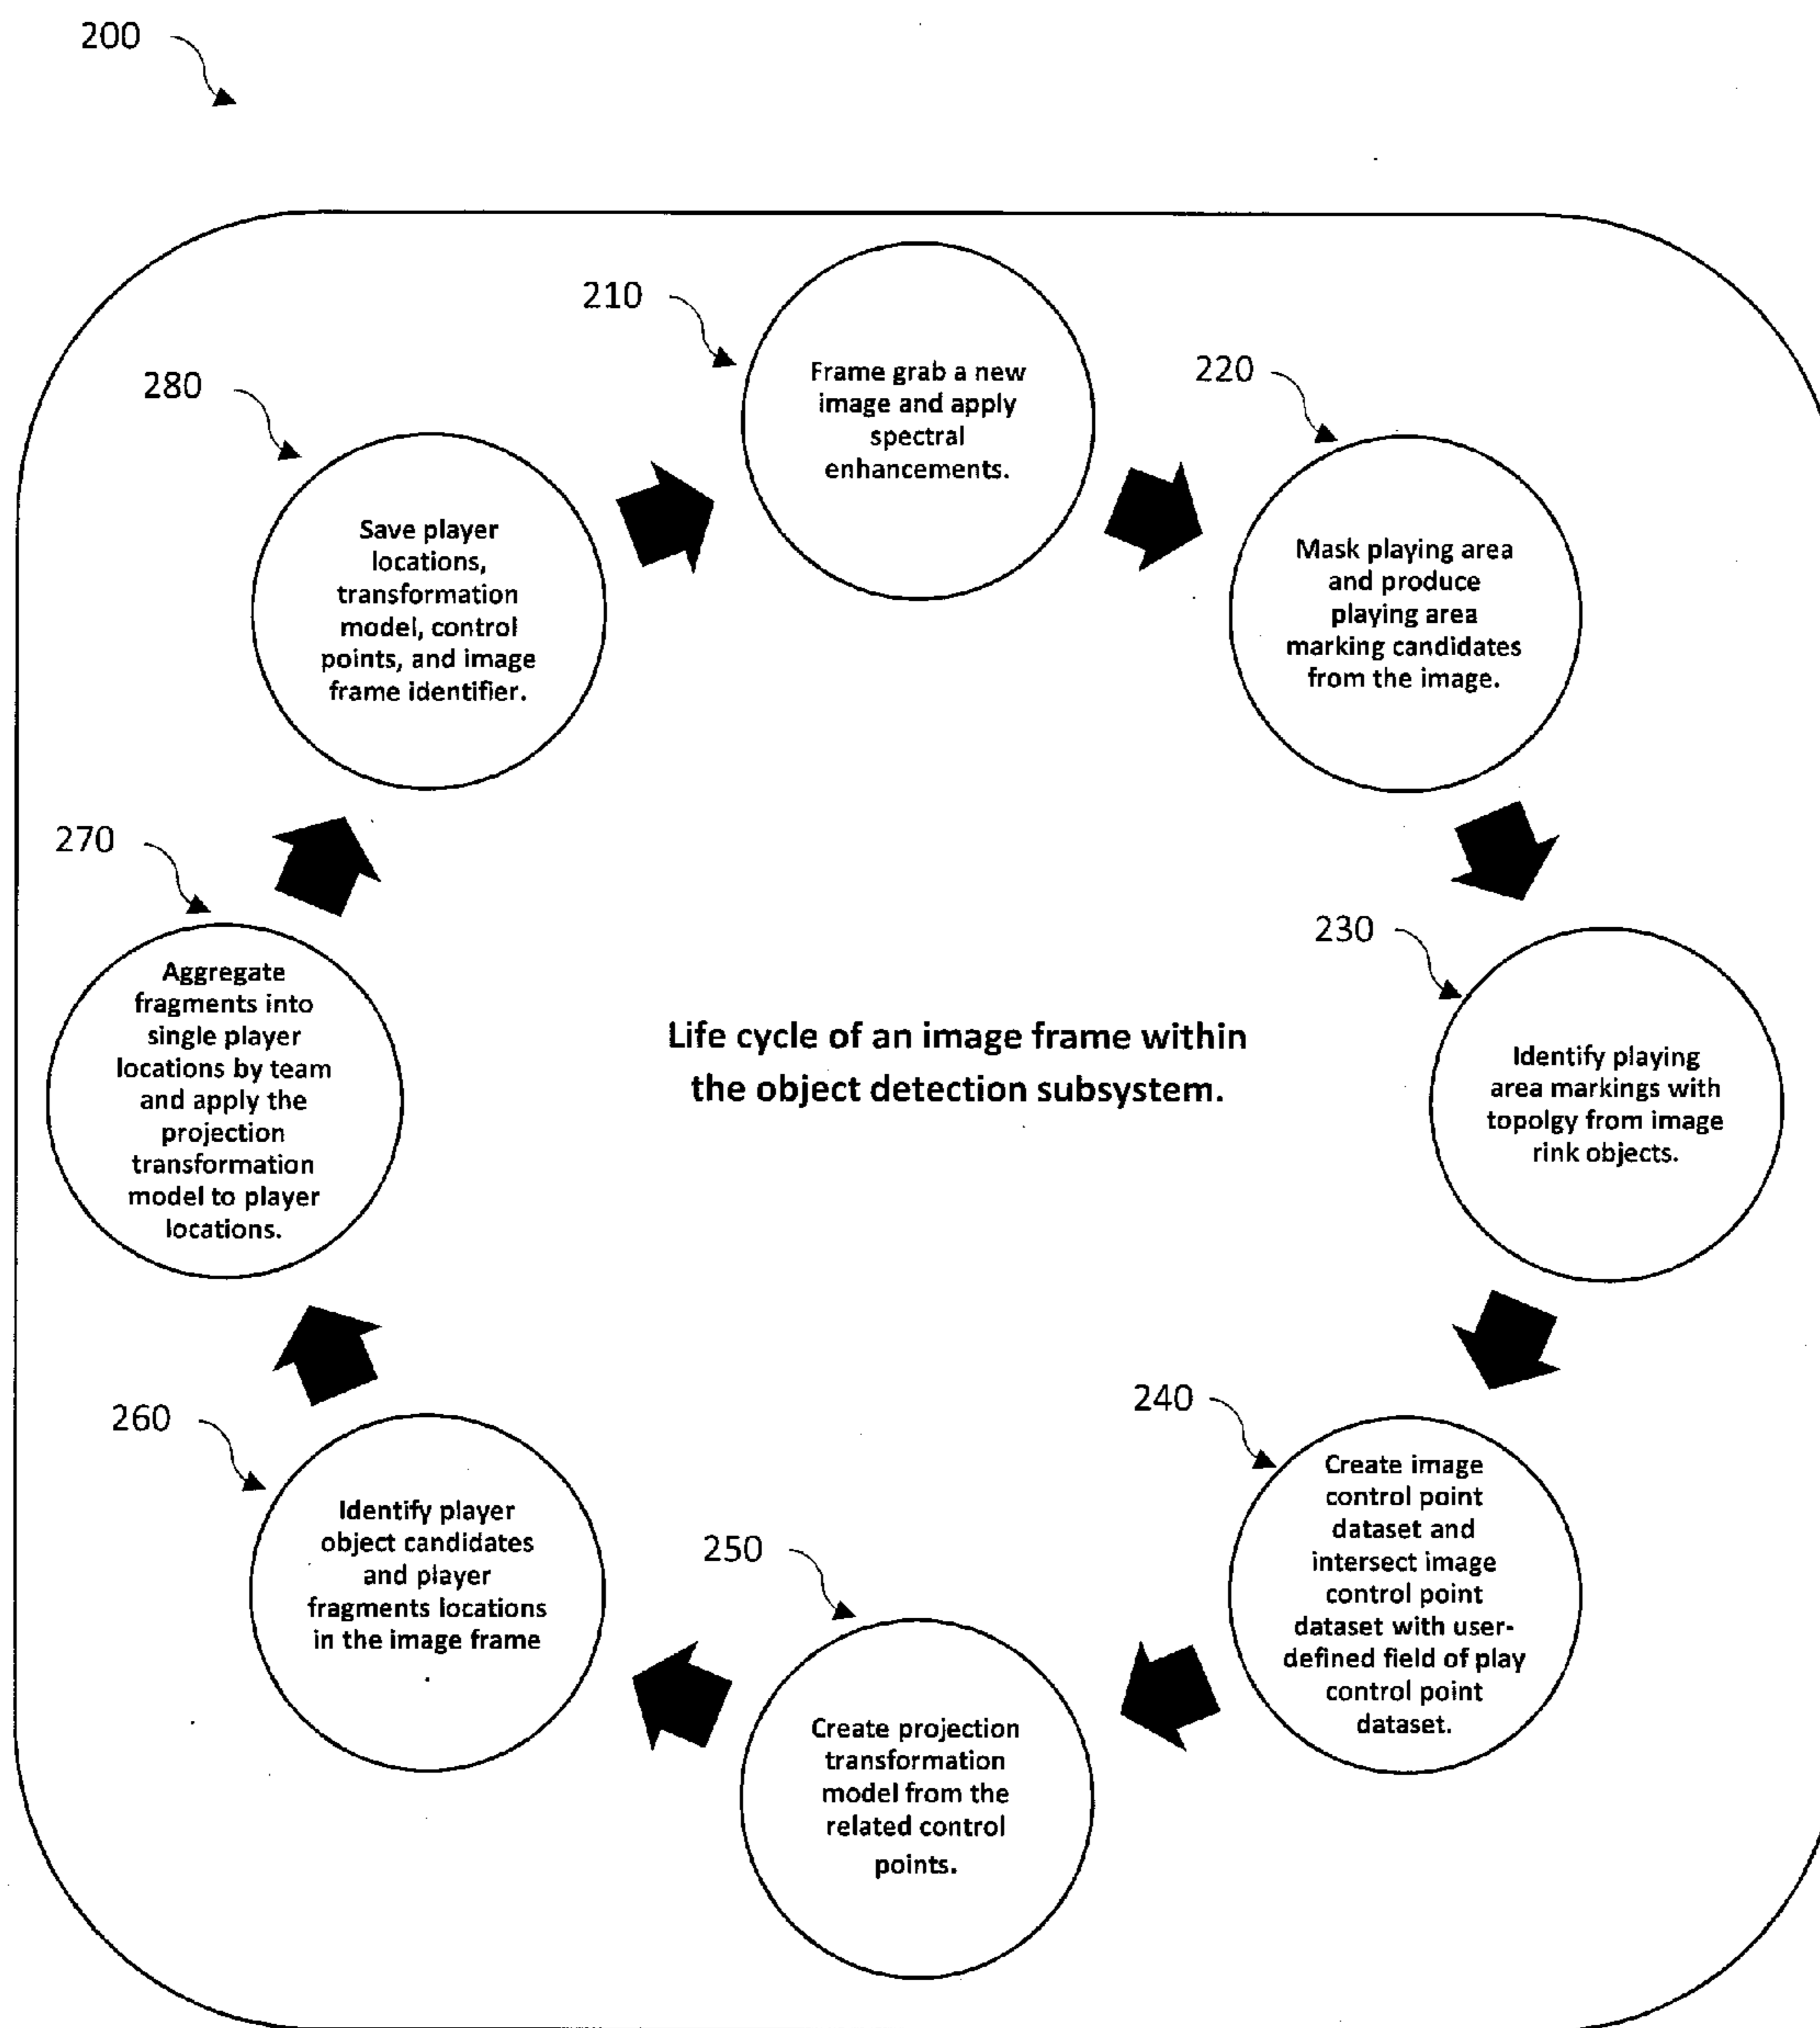 200
210
Frame grab a new
image and apply
spectral
enhancements.
220
Mask playing area
and produce
playing area
marking candidates
from the image.
230
Identify playing
area markings with
topolgy from image
rink objects.
240
Create image
control point
dataset and
intersect image
control point
dataset with user-
defined field of play
control point
dataset.
250
Create projection
transformation
model from the
related control
points.
260
Identify player
object candidates
and player
fragments locations
in the image frame
.
270
Aggregate
fragments into
single player
locations by team
and apply the
projection
transformation
model to player
locations.
280
Save player
locations,
transformation
model, control
points, and image
frame identifier.
Life cycle of an image frame within
the object detection subsystem.